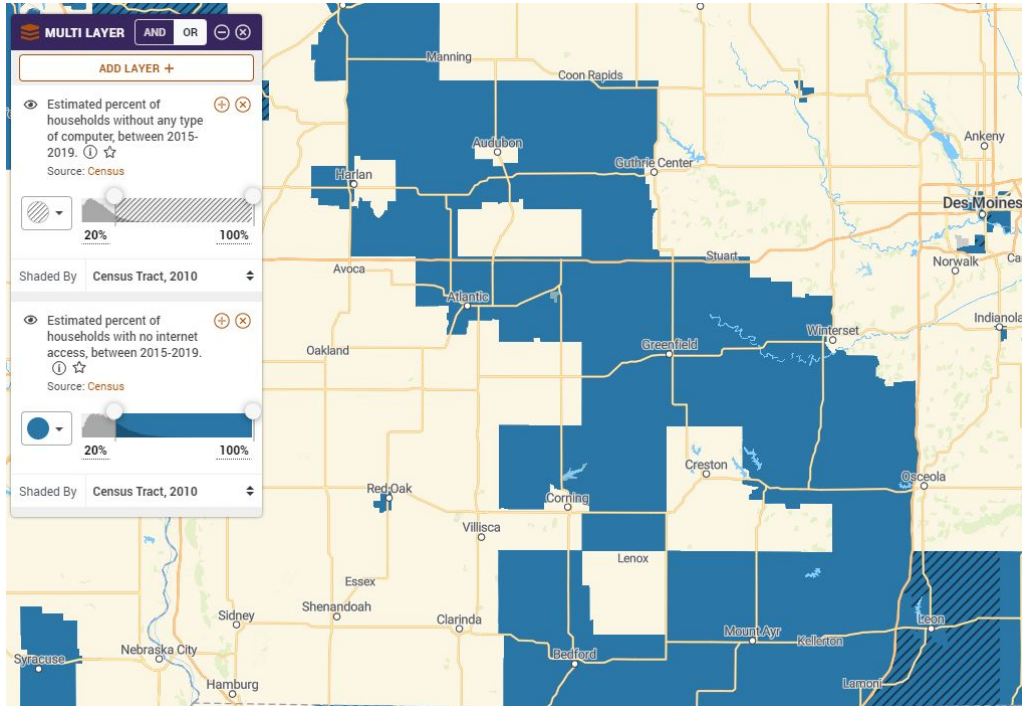 MULTI LAYER AND OR
ADD LAYER +
Estimated percent of
households without any type
of computer, between 2015-
2019.
Source: Census
20% 100%
Shaded By Census Tract, 2010
Estimated percent of
households with no internet
access, between 2015-2019.
Source: Census
20% 100%
Shaded By Census Tract, 2010
Manning
Coon Rapids
Audubon
Ankeny
Guthrie Center
Harlan
Des Moines
Stuart
Norwalk
Ca
Avoca
Atlantic
Indianola
Winterset
Greenfield
Oakland
Creston
Osceola
Red Oak
Corning
Villisca
Lenox
Essex
Shenandoah
Sidney
Clarinda
Leon
Mount Ayr
Kellerton
Nebraska City
Syracuse
Bedford
Hamburg
Lamoni